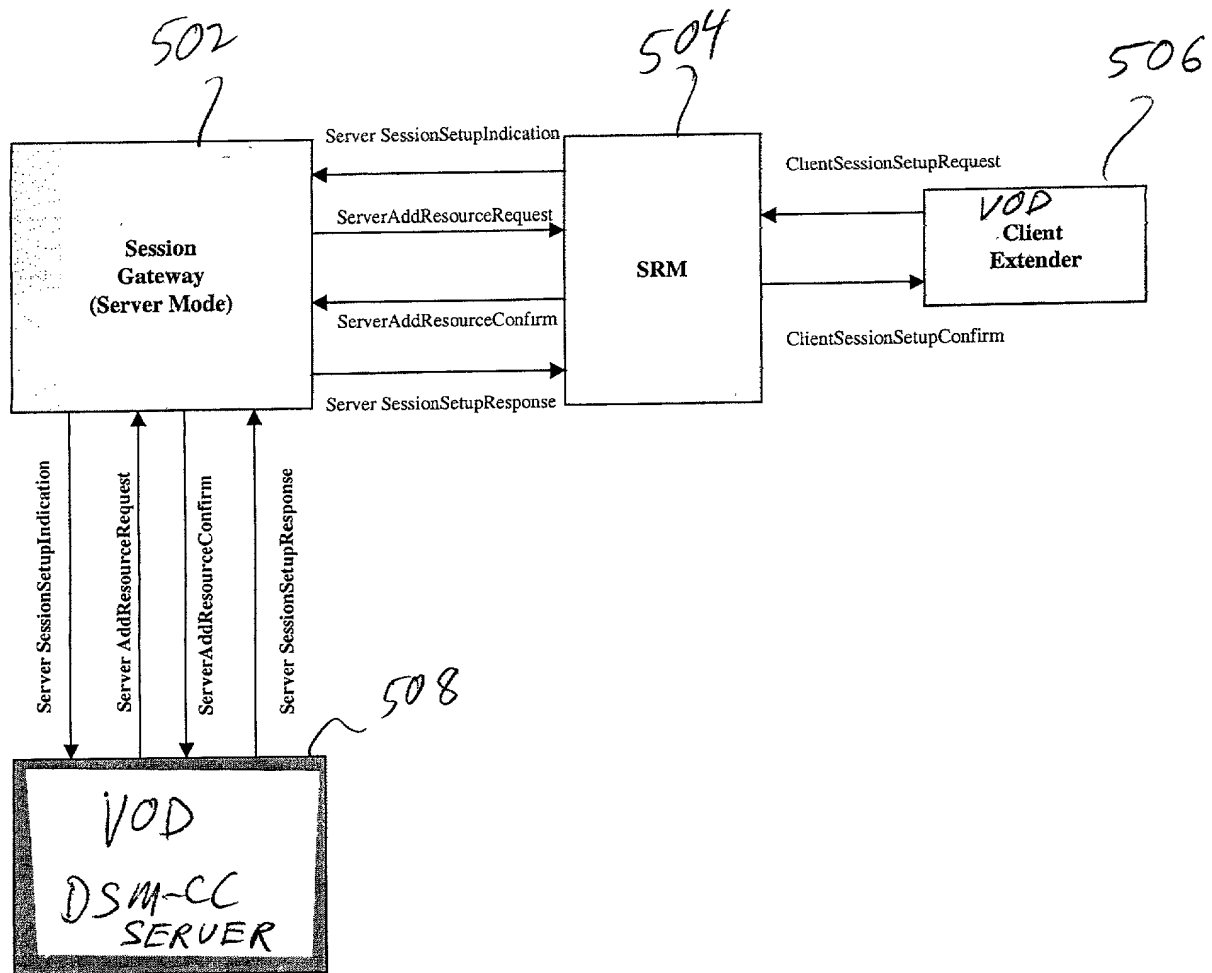 502
504
506
Server SessionSetupIndication
ClientSessionSetupRequest
ServerAddResourceRequest
VOD
Client
Extender
Session
Gateway
(Server Mode)
SRM
ServerAddResourceConfirm
ClientSessionSetupConfirm
Server SessionSetupResponse
Server SessionSetupIndication
Server AddResourceRequest
ServerAddResourceConfirm
Server SessionSetupResponse
508
VOD
DSM-CC
SERVER